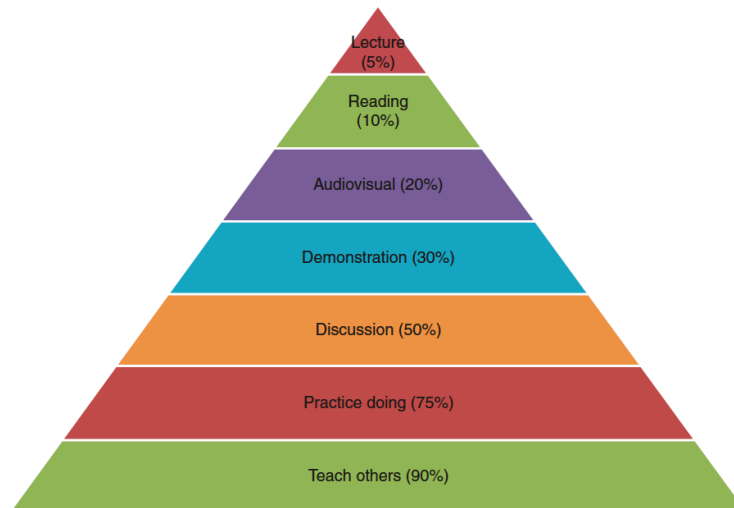 Lecture
(5%)
Reading
(10%)
Audiovisual (20%)
Demonstration (30%)
Discussion (50%)
Practice doing (75%)
Teach others (90%)